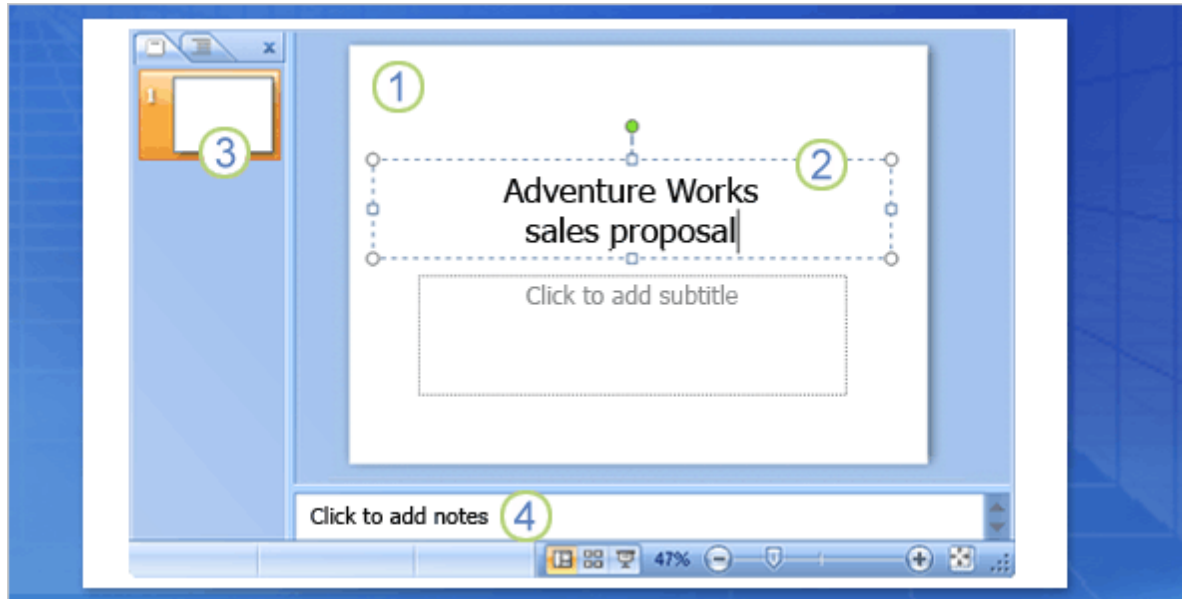 1
3
1
2
Adventure Works
sales proposal
Click to add subtitle
Click to add notes 4
47%